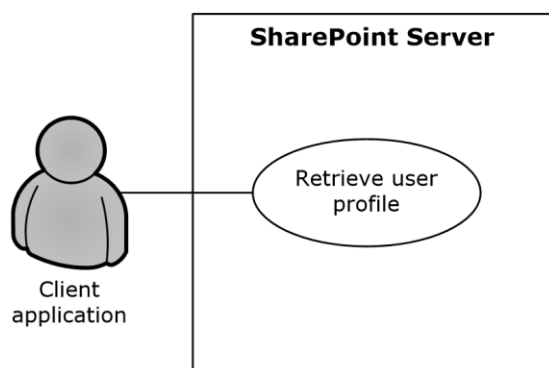 SharePoint Server
Retrieve user
profile
Client
application